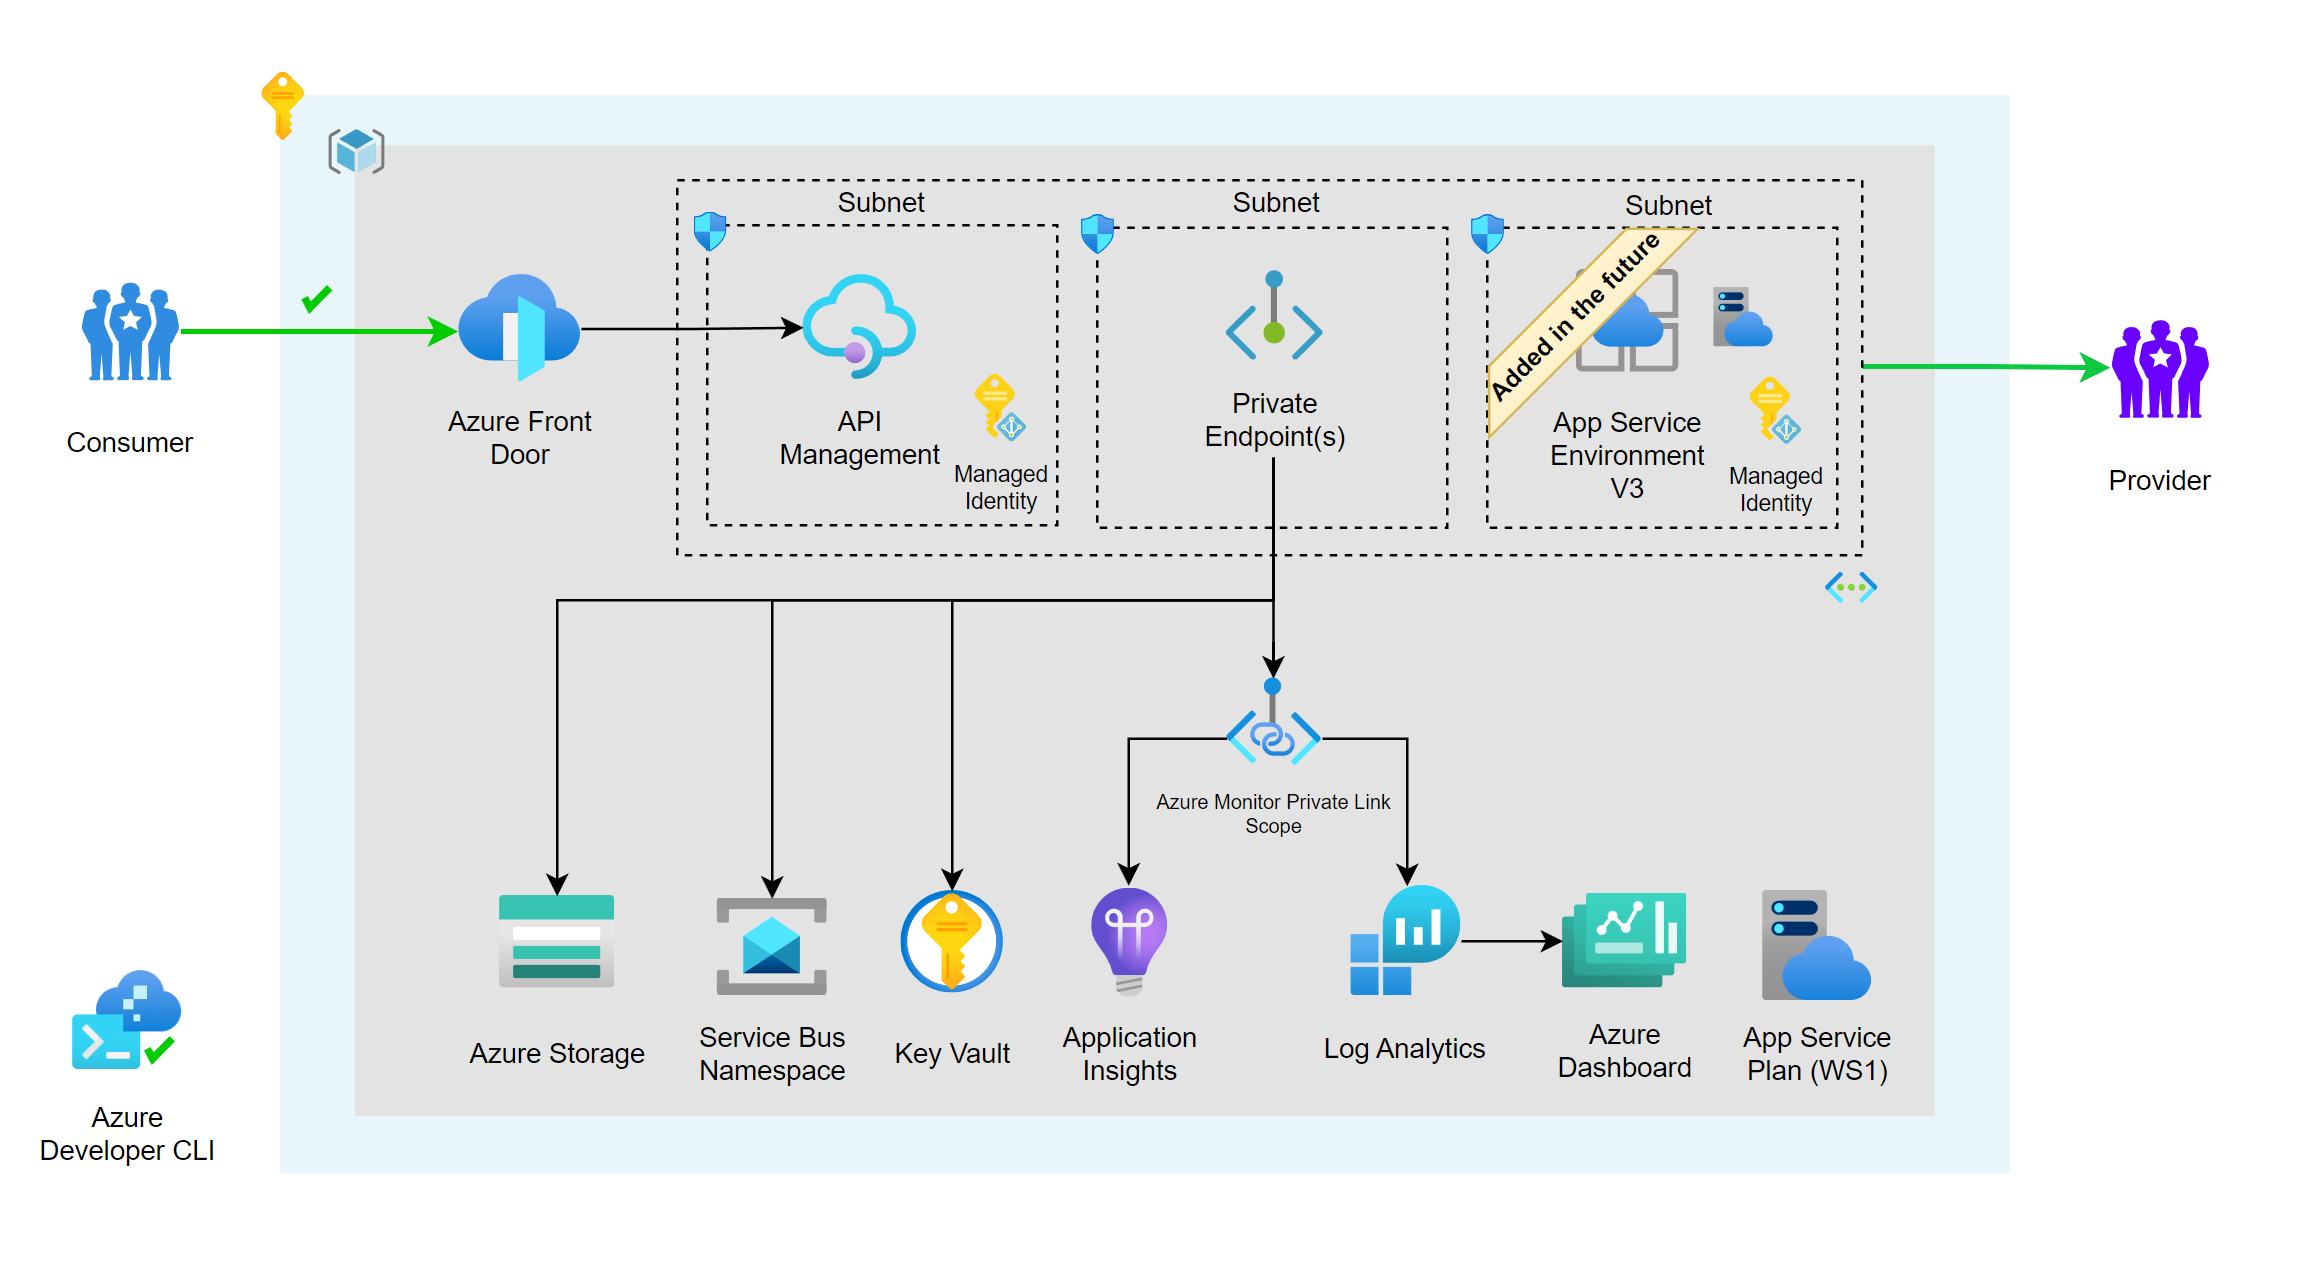 Subnet
Subnet
Subnet
Added in the future
Consumer
Azure Front
Door
API
Management
Managed
Identity
Private
Endpoint(s)
App Service
Environment
V3
Managed
Identity
Provider
Azure Monitor Private Link
Scope
Azure Storage
Service Bus
Namespace
Key Vault
Application
Insights
Log Analytics
Azure
Dashboard
App Service
Plan (WS1)
Azure
Developer CLI